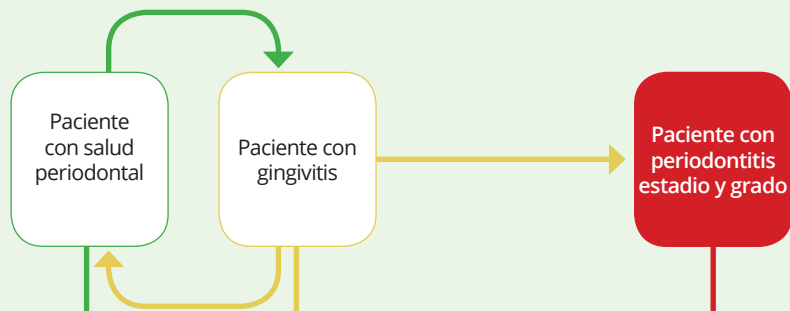 Paciente
con salud
periodontal
Paciente con
gingivitis
Paciente con
periodontitis
estadio y grado